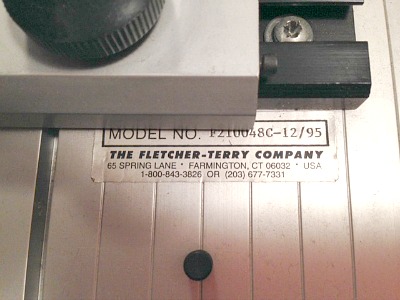 MODEL NO. F210048C-12/95
THE FLETCHER-TERRY COMPANY
65 SPRING LANE * FARMINGTON, CT 06032 * USA
1-800-843-3826 OR (203) 677-7331